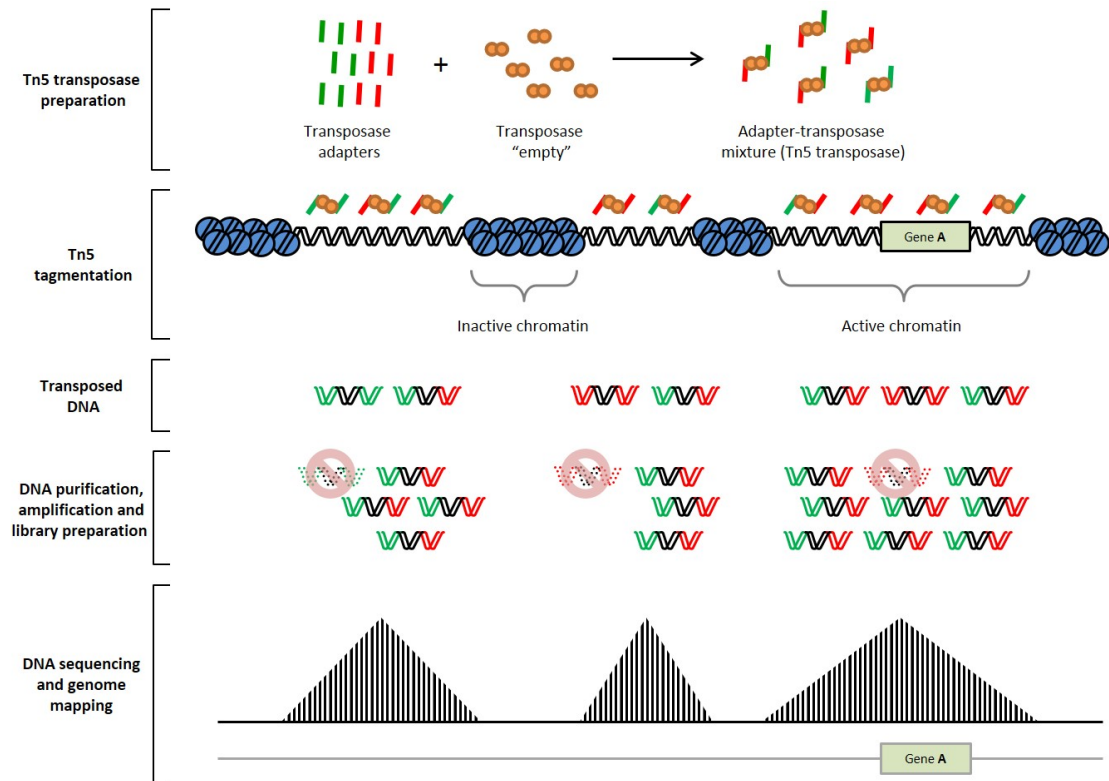 Tn5 transposase
preparation
+
Transposase
adapters
Transposase
“empty”
Adapter-transposase
mixture (Tn5 transposase)
Tn5
tagmentation
Gene A
Inactive chromatin
Active chromatin
Transposed
DNA
DNA purification,
amplification and
library preparation
DNA sequencing
and genome
mapping
Gene A